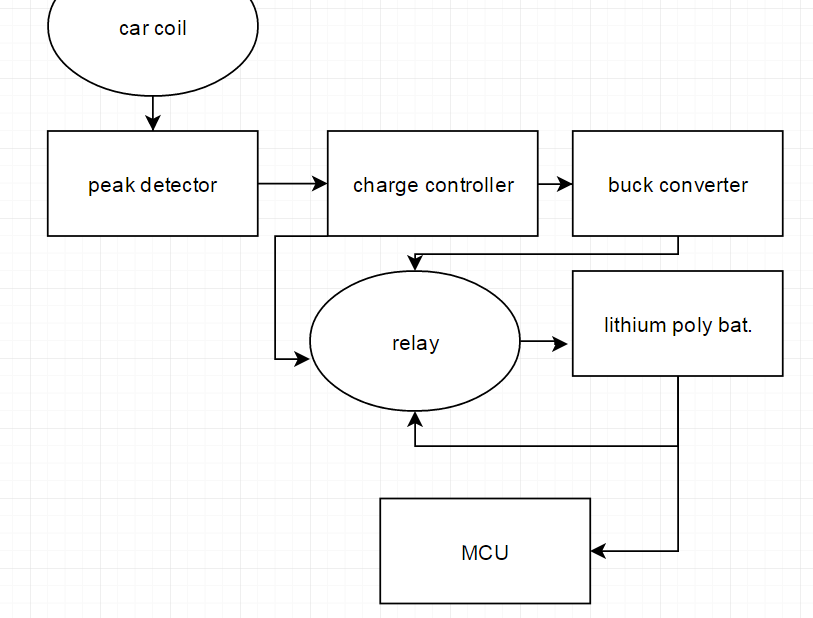 car coil
peak detector
charge controller
buck converter
relay
lithium poly bat.
MCU